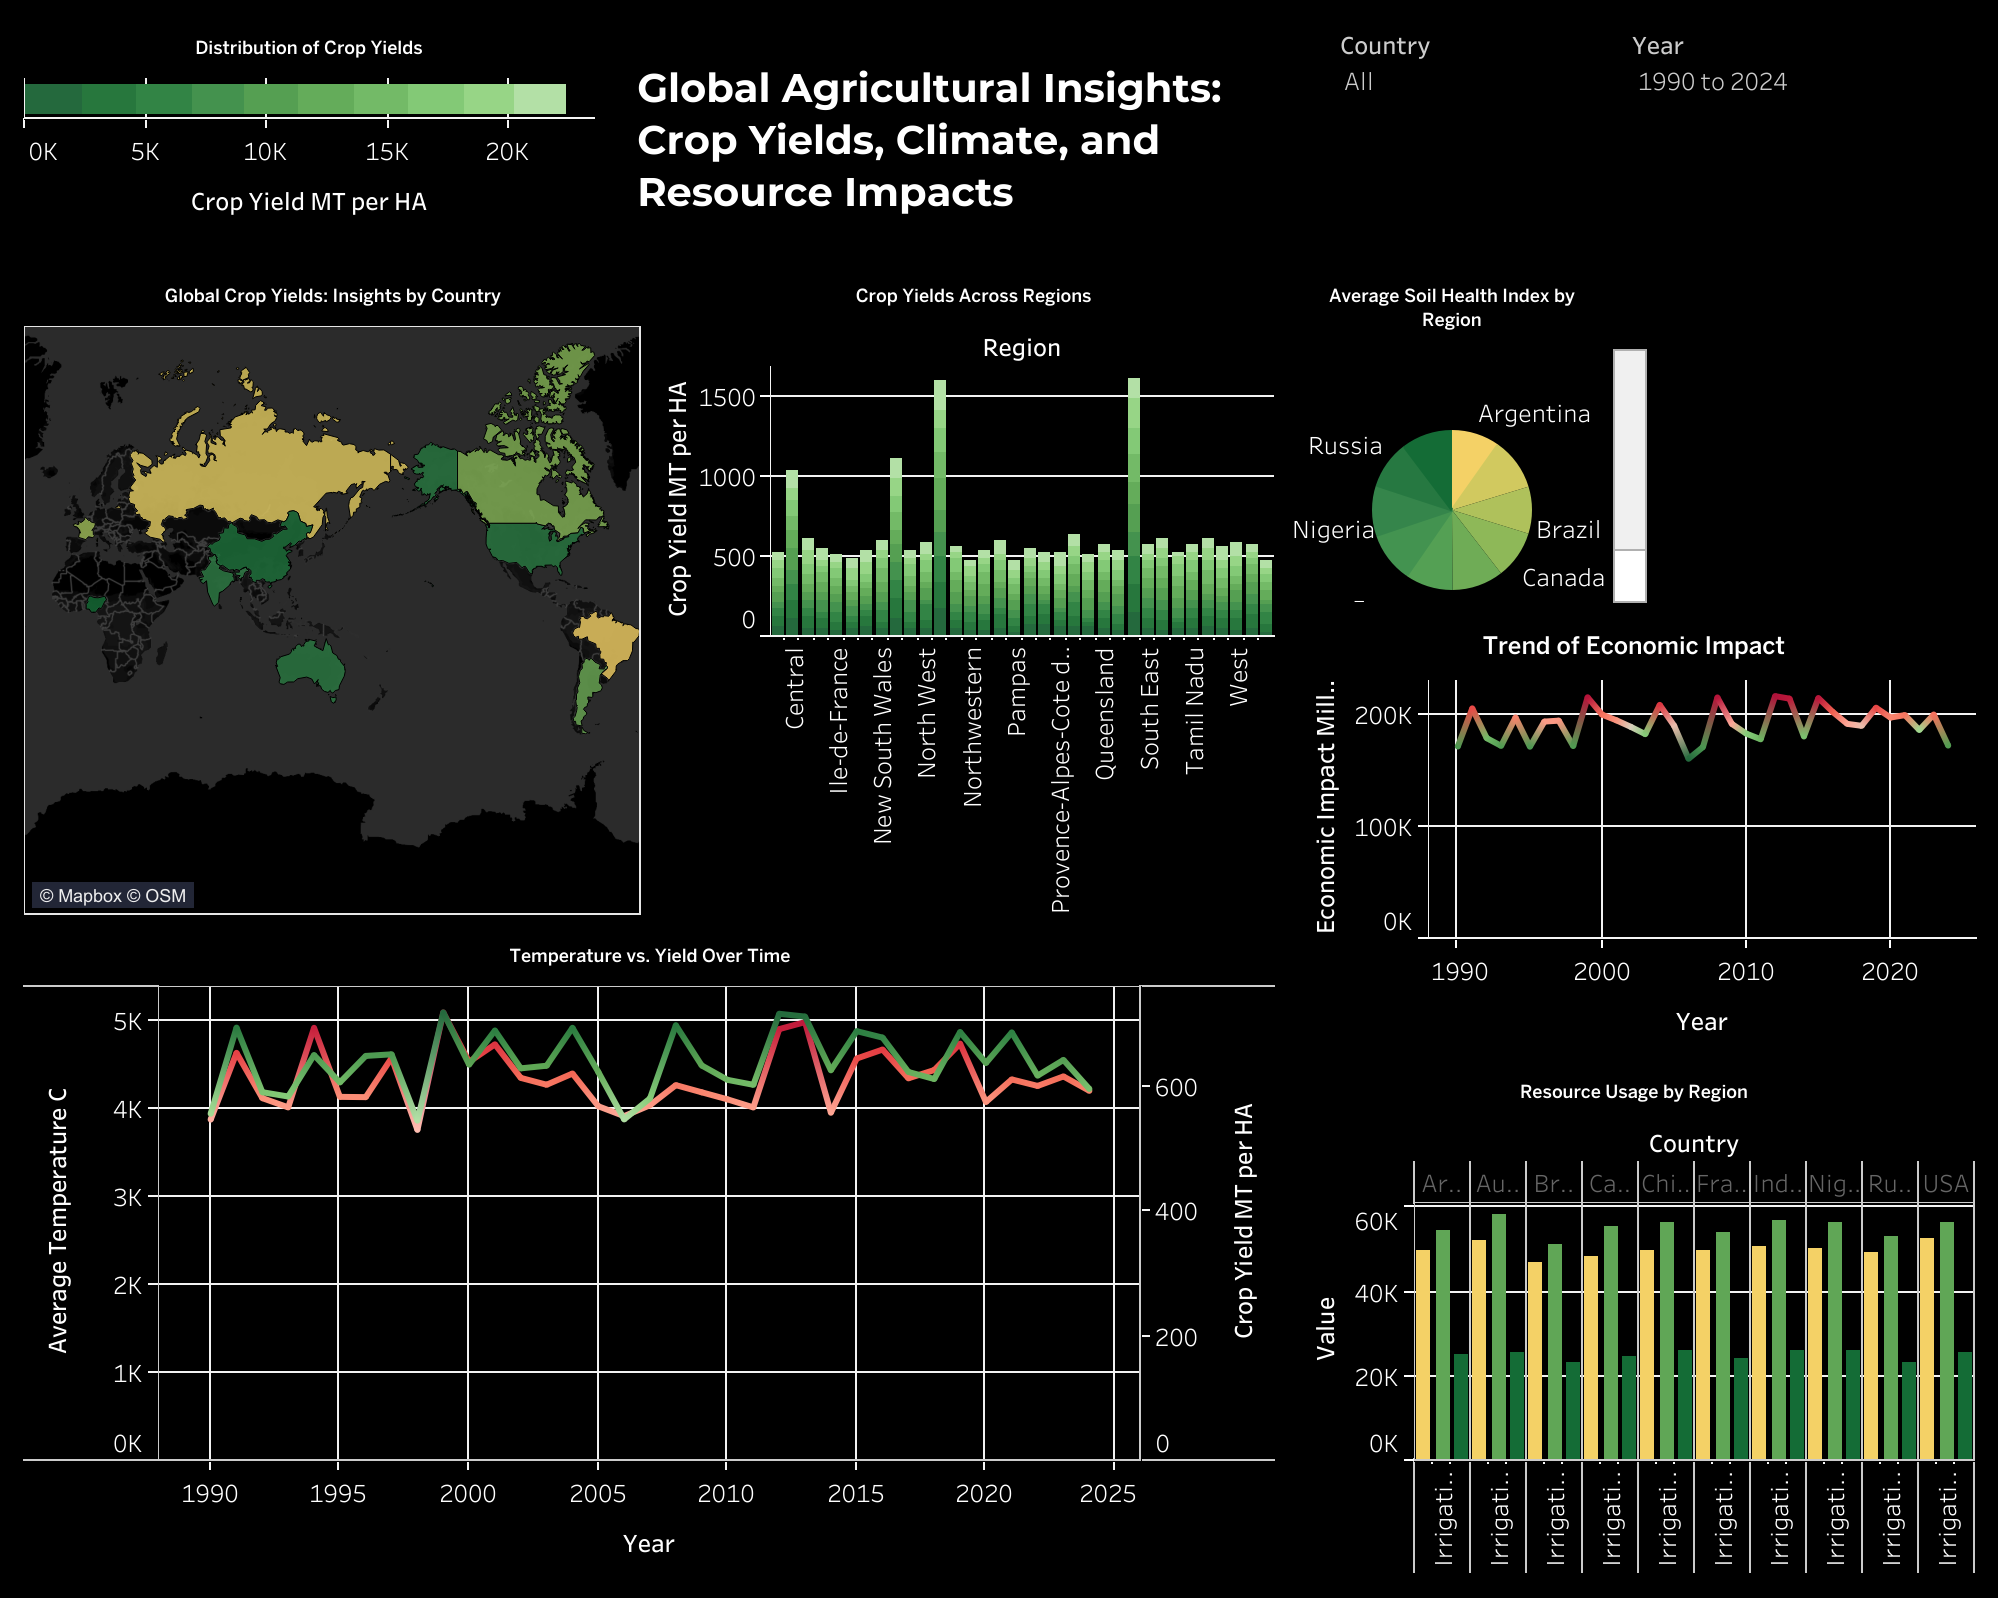 Distribution of Crop Yields
0K 5K 10K 15K 20K
Crop Yield MT per HA
Global Agricultural Insights:
Crop Yields, Climate, and
Resource Impacts
Country
All
Year
1990 to 2024
Global Crop Yields: Insights by Country
© Mapbox © OSM
Crop Yields Across Regions
Region
Crop Yield MT per HA
1500
1000
500
0
Central
Ile-de-France
New South Wales
North West
Northwestern
Pampas
Provence-Alpes-Cote d..
Queensland
South East
Tamil Nadu
West
Average Soil Health Index by
Region
Argentina
Russia
Nigeria
Brazil
Canada
Trend of Economic Impact
Economic Impact Mill..
200K
100K
0K
1990 2000 2010 2020
Year
Temperature vs. Yield Over Time
Average Temperature C
5K
4K
3K
2K
1K
0K
600
400
200
0
Crop Yield MT per HA
1990 1995 2000 2005 2010 2015 2020 2025
Year
Resource Usage by Region
Country
Ar.. Au.. Br.. Ca.. Chi.. Fra.. Ind.. Nig.. Ru.. USA
Value
60K
40K
20K
0K
Irrigati..
Irrigati..
Irrigati..
Irrigati..
Irrigati..
Irrigati..
Irrigati..
Irrigati..
Irrigati..
Irrigati..